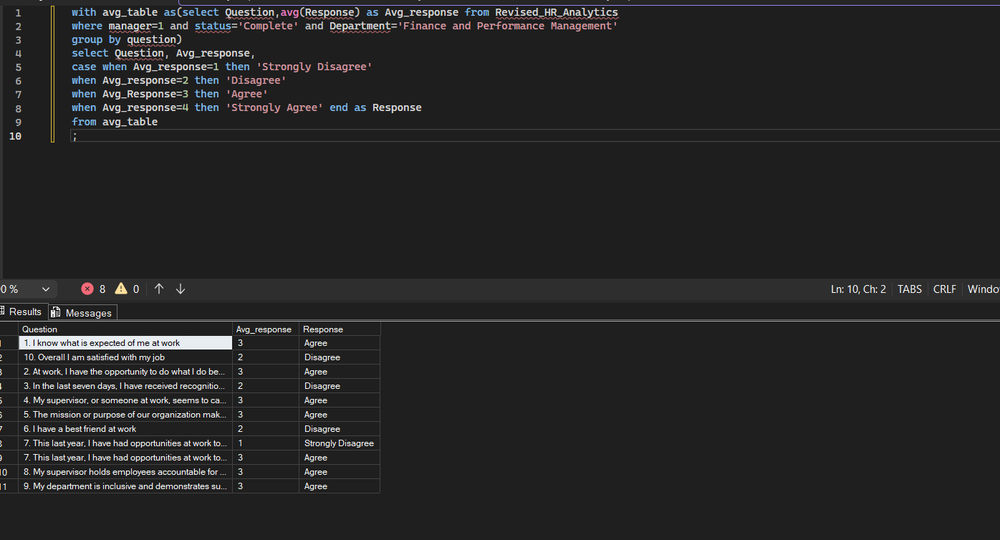 1 with avg_table as(select Question,avg(Response) as Avg_response from Revised_HR_Analytics
2 where manager=1 and status='Complete' and Department='Finance and Performance Management'
3 group by question)
4 select Question, Avg_response,
5 case when Avg_response=1 then 'Strongly Disagree'
6 when Avg_response=2 then 'Disagree'
7 when Avg_Response=3 then 'Agree'
8 when Avg_response=4 then 'Strongly Agree' end as Response
9 from avg_table
10 ;
0 % 8 0 Ln: 10, Ch: 2 TABS CRLF Windo
Results Messages
Question Avg_response Response
1. I know what is expected of me at work 3 Agree
10. Overall I am satisfied with my job 2 Disagree
2. At work, I have the opportunity to do what I do be... 3 Agree
3. In the last seven days, I have received recognitio... 2 Disagree
4. My supervisor, or someone at work, seems to ca... 3 Agree
5. The mission or purpose of our organization mak... 3 Agree
6. I have a best friend at work 2 Disagree
7. This last year, I have had opportunities at work to... 1 Strongly Disagree
7. This last year, I have had opportunities at work to... 3 Agree
10 8. My supervisor holds employees accountable for ... 3 Agree
11 9. My department is inclusive and demonstrates su... 3 Agree